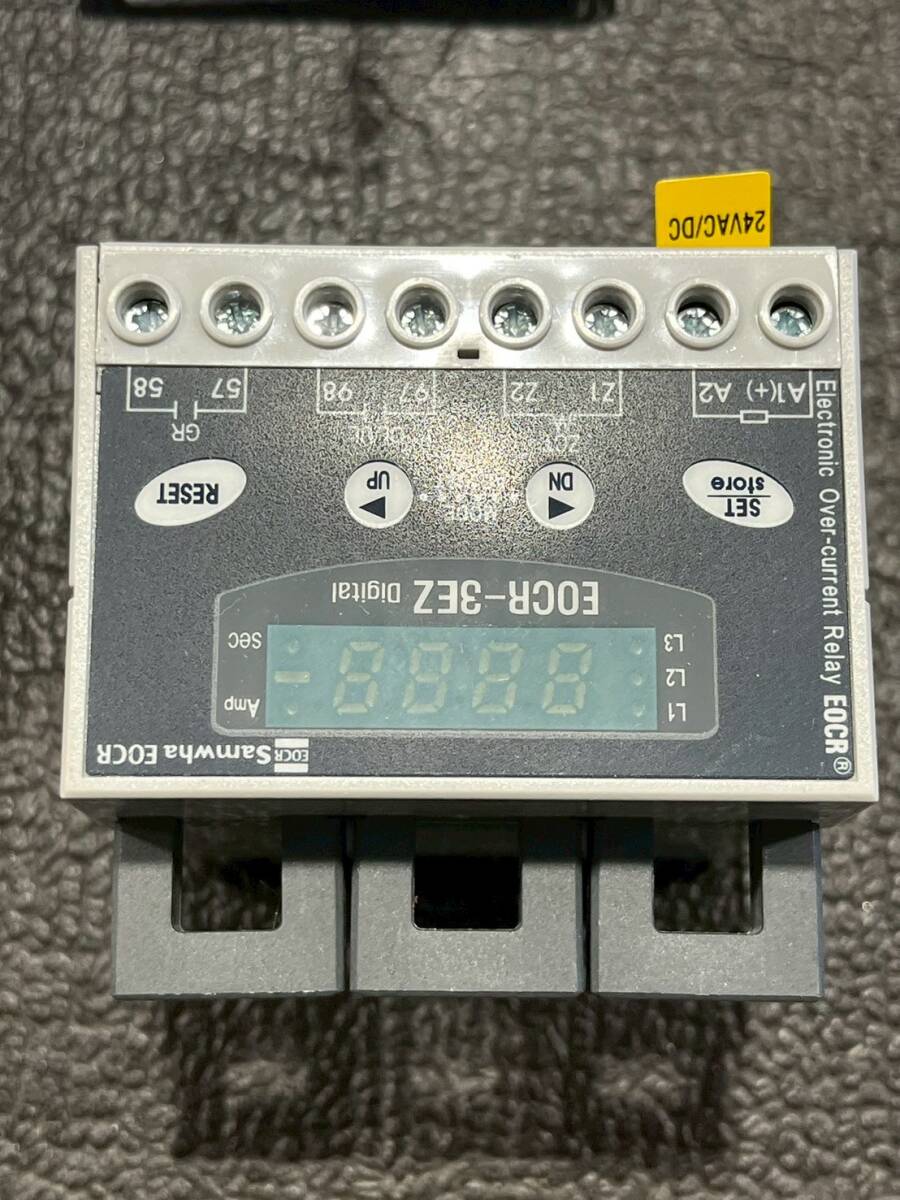 EOCR Samwha EOCR
L1 Amp
L2
L3 sec
EOCR-3EZ Digital
SET
store
DN
UP
RESET
GR
A1(+) A2
Z1 Z2
97 98
57 58
24VAC/DC
Electronic Over-current Relay EOCR®